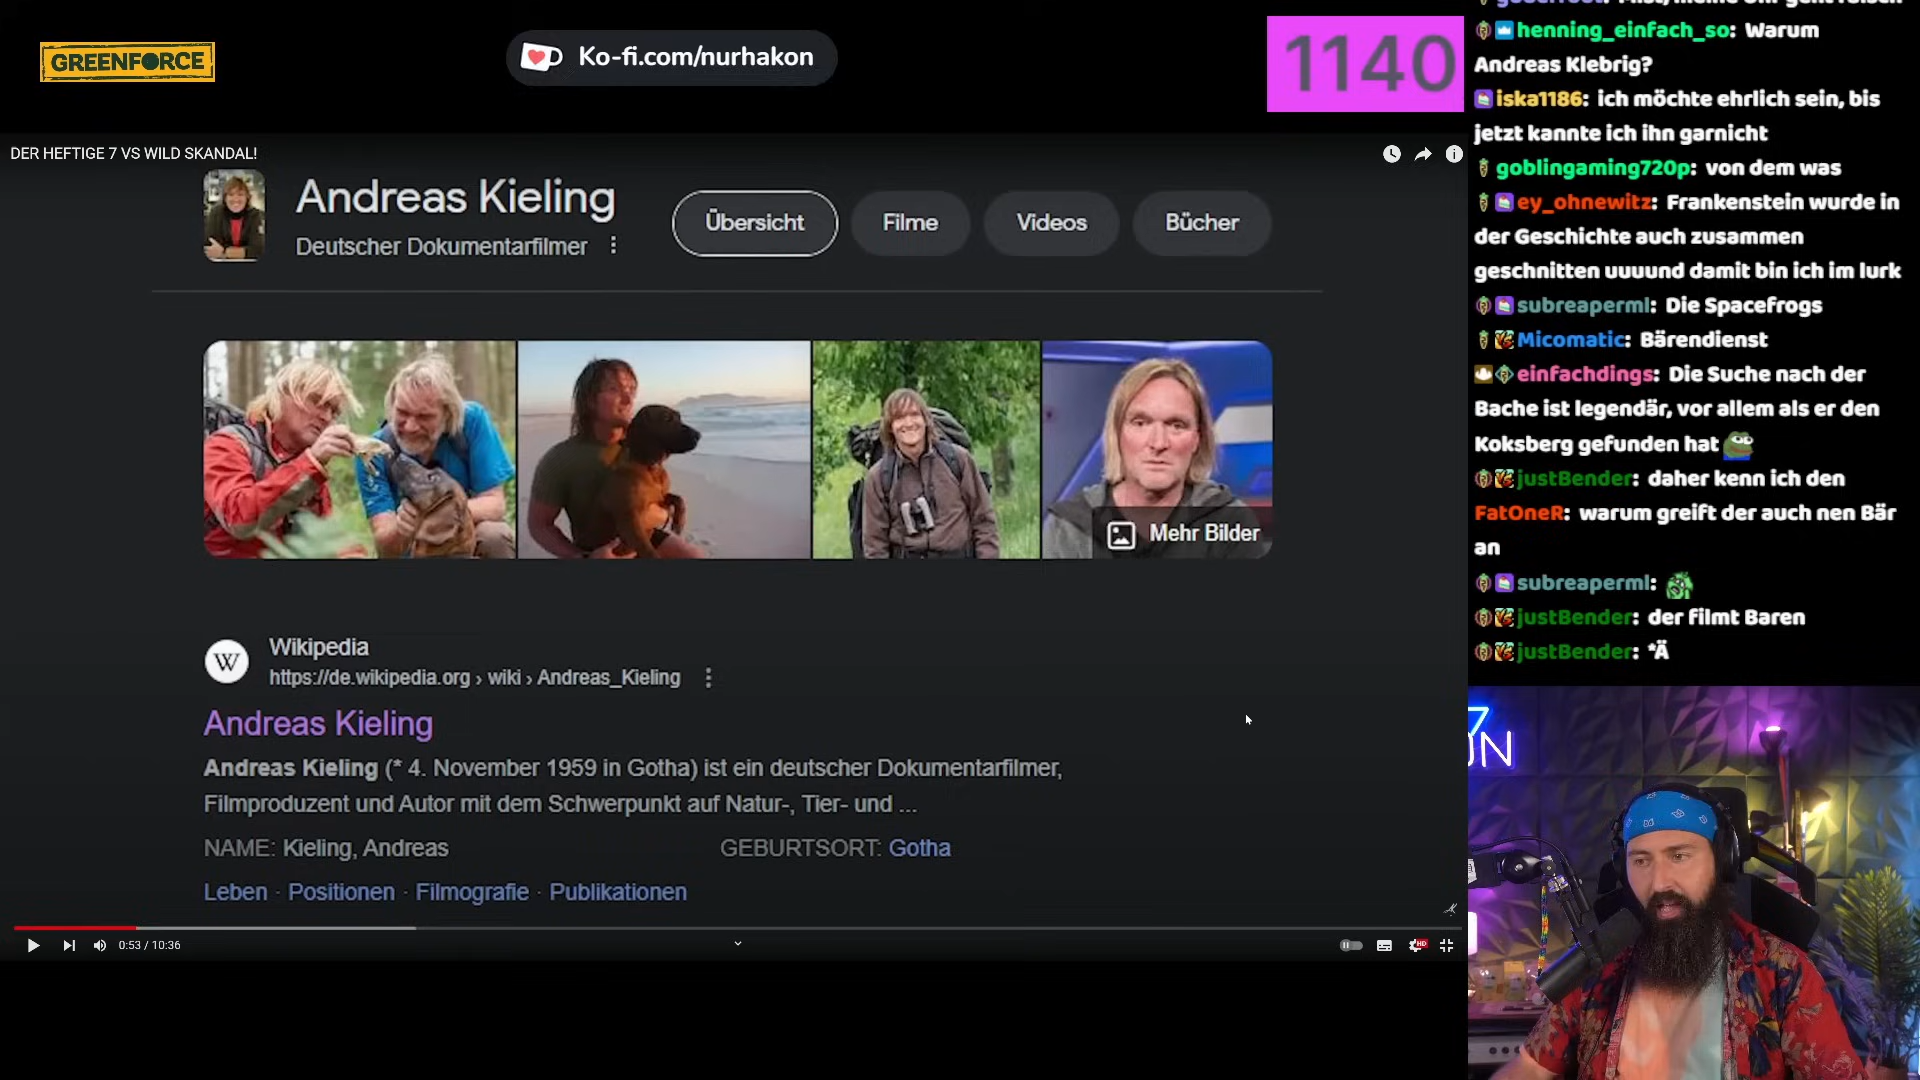 GREENFORCE
Ko-fi.com/nurhakon
1140
DER HEFTIGE 7 VS WILD SKANDAL!
Andreas Kieling
Deutscher Dokumentarfilmer
Übersicht
Filme
Videos
Bücher
Mehr Bilder
W
Wikipedia
https://de.wikipedia.org › wiki › Andreas_Kieling
Andreas Kieling
Andreas Kieling (* 4. November 1959 in Gotha) ist ein deutscher Dokumentarfilmer,
Filmproduzent und Autor mit dem Schwerpunkt auf Natur-, Tier- und ...
NAME: Kieling, Andreas
GEBURTSORT: Gotha
Leben · Positionen · Filmografie · Publikationen
0:53 / 10:36
HD
henning_einfach_so: Warum
Andreas Klebrig?
iska1186: ich möchte ehrlich sein, bis
jetzt kannte ich ihn garnicht
goblingaming720p: von dem was
ey_ohnewitz: Frankenstein wurde in
der Geschichte auch zusammen
geschnitten uuuund damit bin ich im lurk
subreaperml: Die Spacefrogs
Micomatic: Bärendienst
einfachdings: Die Suche nach der
Bache ist legendär, vor allem als er den
Koksberg gefunden hat
justBender: daher kenn ich den
FatOneR: warum greift der auch nen Bär
an
subreaperml:
justBender: der filmt Baren
justBender: *Ä
7
ON